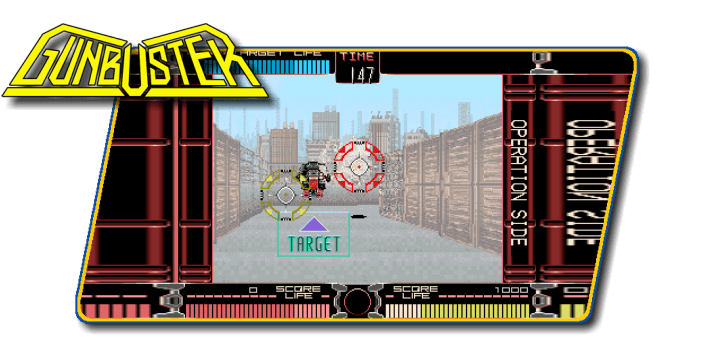 GUNBUSTER
TARGET LIFE
TIME
147
OPERATION SIDE
OPERATION SIDE
TARGET
0 SCORE
LIFE
SCORE 1000
LIFE